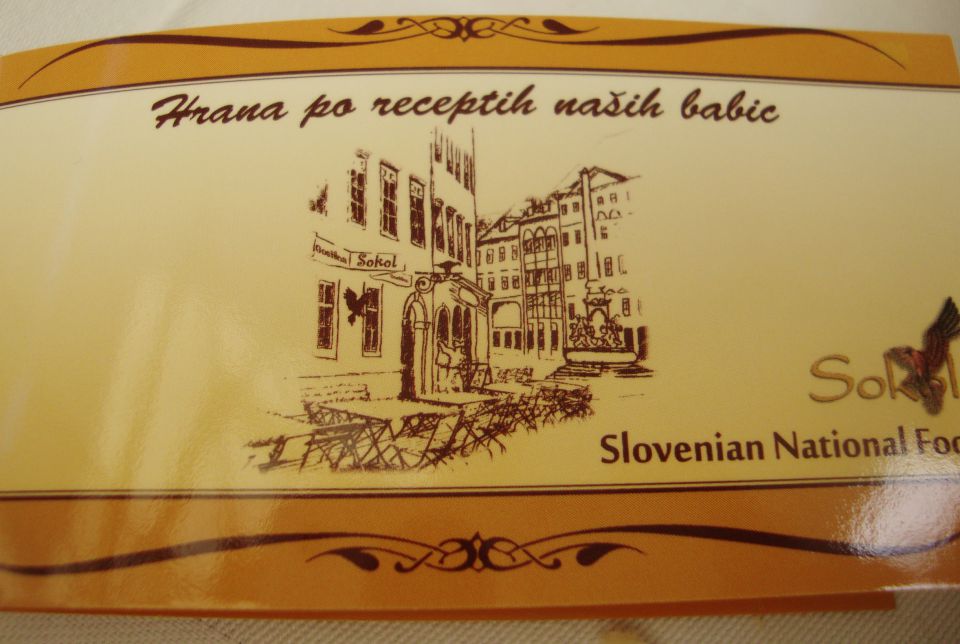 Hrana po receptih naših babic
Gostilna Sokol
Sokol
Slovenian National Foo